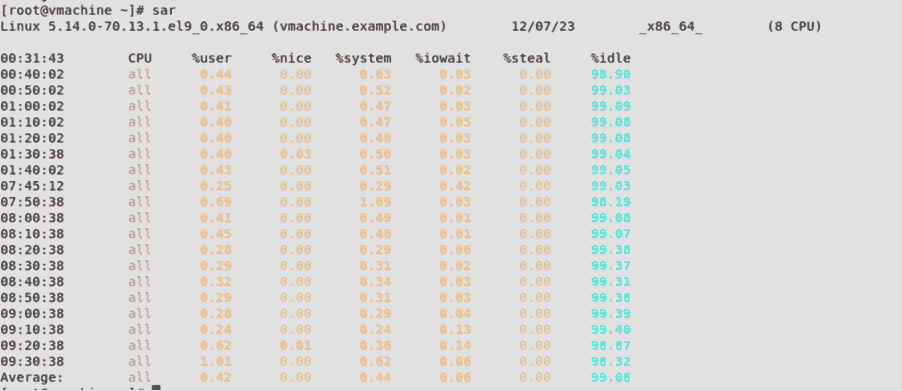 [root@vmachine ~]# sar
Linux 5.14.0-70.13.1.el9_0.x86_64 (vmachine.example.com) 12/07/23 _x86_64_ (8 CPU)
00:31:43 CPU %user %nice %system %iowait %steal %idle
00:40:02 all 0.44 0.00 0.63 0.03 0.00 98.90
00:50:02 all 0.43 0.00 0.52 0.02 0.00 99.03
01:00:02 all 0.41 0.00 0.47 0.03 0.00 99.09
01:10:02 all 0.40 0.00 0.47 0.05 0.00 99.08
01:20:02 all 0.40 0.00 0.48 0.03 0.00 99.08
01:30:38 all 0.40 0.03 0.50 0.03 0.00 99.04
01:40:02 all 0.43 0.00 0.51 0.02 0.00 99.05
07:45:12 all 0.25 0.00 0.29 0.42 0.00 99.03
07:50:38 all 0.69 0.00 1.09 0.03 0.00 98.19
08:00:38 all 0.41 0.00 0.49 0.01 0.00 99.08
08:10:38 all 0.45 0.00 0.48 0.01 0.00 99.07
08:20:38 all 0.28 0.00 0.29 0.06 0.00 99.38
08:30:38 all 0.29 0.00 0.31 0.02 0.00 99.37
08:40:38 all 0.32 0.00 0.34 0.03 0.00 99.31
08:50:38 all 0.29 0.00 0.31 0.03 0.00 99.38
09:00:38 all 0.28 0.00 0.29 0.04 0.00 99.39
09:10:38 all 0.24 0.00 0.24 0.13 0.00 99.40
09:20:38 all 0.62 0.01 0.36 0.14 0.00 98.87
09:30:38 all 1.01 0.00 0.62 0.06 0.00 98.32
Average: all 0.42 0.00 0.44 0.06 0.00 99.08